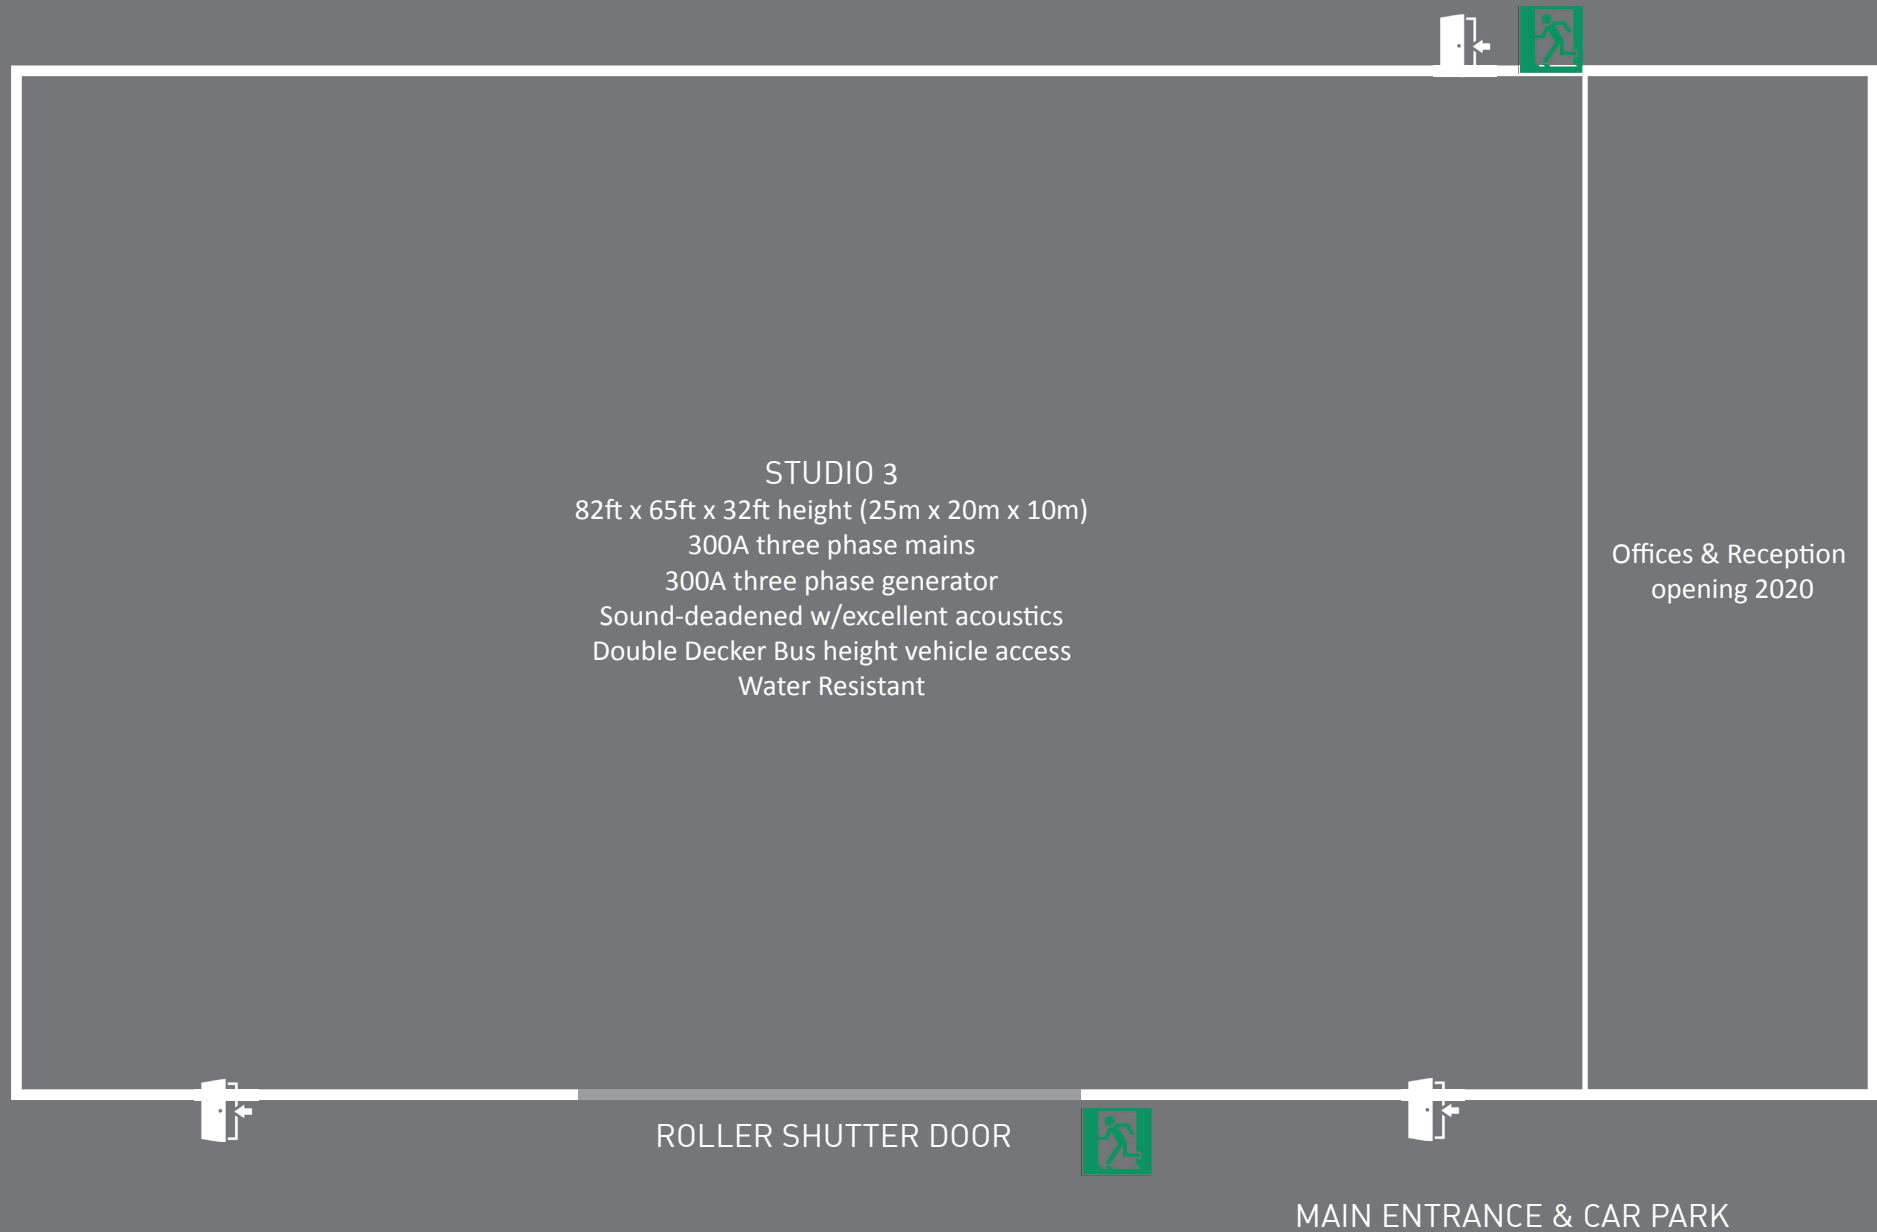 STUDIO 3
82ft x 65ft x 32ft height (25m x 20m x 10m)
300A three phase mains
300A three phase generator
Sound-deadened w/excellent acoustics
Double Decker Bus height vehicle access
Water Resistant
Offices & Reception
opening 2020
ROLLER SHUTTER DOOR
MAIN ENTRANCE & CAR PARK